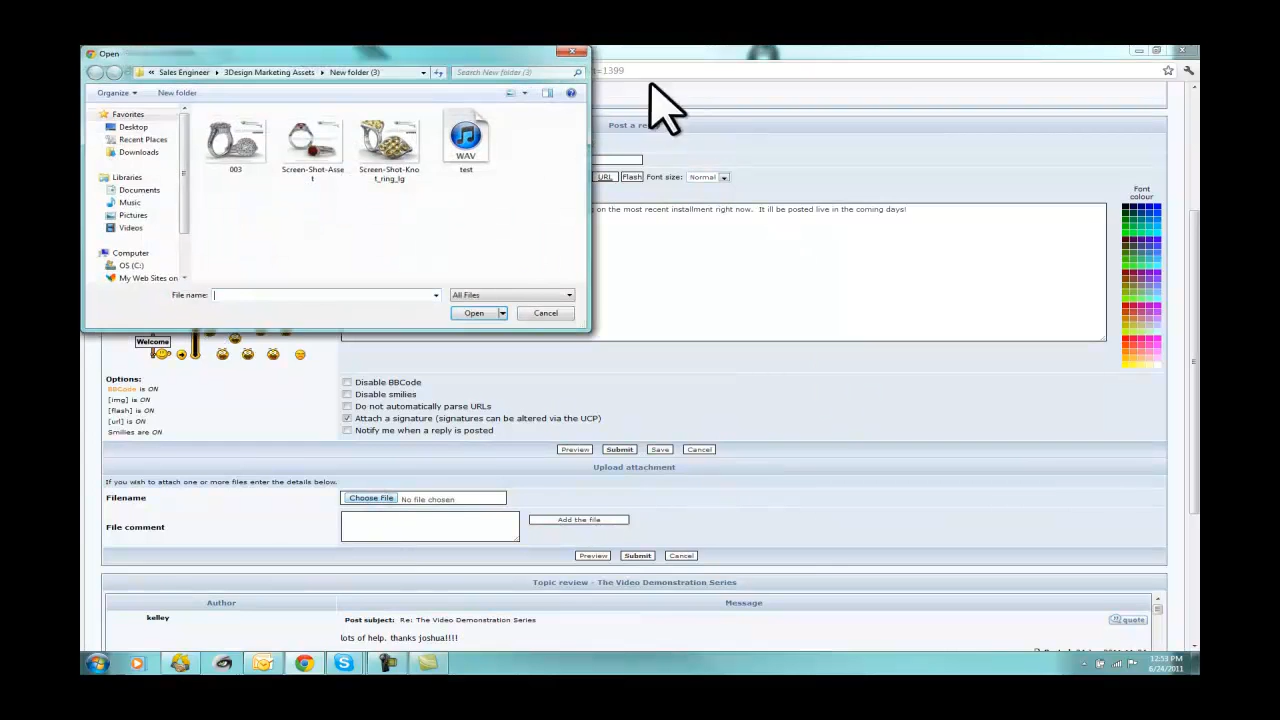 Open
« Sales Engineer ▸ 3Design Marketing Assets ▸ New folder (3)
Search New folder (3)
=1399
Organize
New folder
Favorites
Desktop
Recent Places
Downloads
Libraries
Documents
Music
Pictures
Videos
Computer
OS (C:)
My Web Sites on
003
Screen-Shot-Asse
t
Screen-Shot-Kno
t_ring_lg
WAV
test
File name:
All Files
Open
Cancel
Post a re
URL
Flash
Font size:
Normal
Font
colour
on the most recent installment right now. It ill be posted live in the coming days!
Welcome
Options:
BBCode is ON
[img] is ON
[flash] is ON
[url] is ON
Smilies are ON
Disable BBCode
Disable smilies
Do not automatically parse URLs
Attach a signature (signatures can be altered via the UCP)
Notify me when a reply is posted
Preview
Submit
Save
Cancel
Upload attachment
If you wish to attach one or more files enter the details below.
Filename
Choose File
No file chosen
File comment
Add the file
Preview
Submit
Cancel
Topic review - The Video Demonstration Series
Author
Message
kelley
Post subject: Re: The Video Demonstration Series
quote
lots of help. thanks joshua!!!!
12:53 PM
6/24/2011